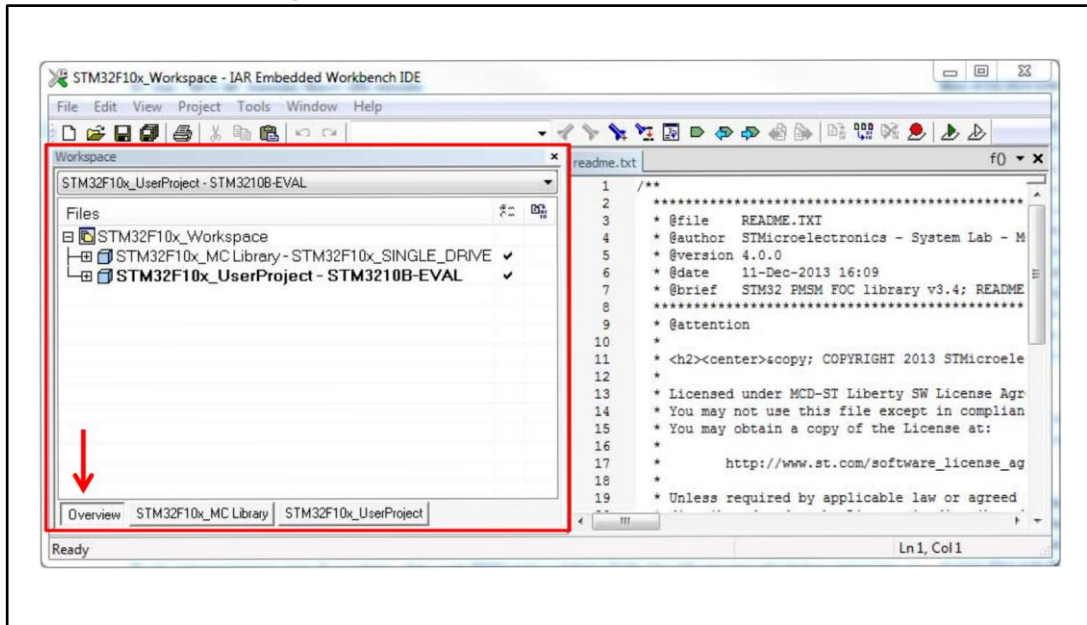 STM32F10x_Workspace - IAR Embedded Workbench IDE
File Edit View Project Tools Window Help
Workspace
STM32F10x_UserProject - STM3210B-EVAL
Files
STM32F10x_Workspace
STM32F10x_MC Library - STM32F10x_SINGLE_DRIVE
STM32F10x_UserProject - STM3210B-EVAL
Overview STM32F10x_MC Library STM32F10x_UserProject
readme.txt f()
1 /**
2 ************************************************
3 * @file README.TXT
4 * @author STMicroelectronics - System Lab - M
5 * @version 4.0.0
6 * @date 11-Dec-2013 16:09
7 * @brief STM32 PMSM FOC library v3.4; README
8 ************************************************
9 * @attention
10 *
11 * <h2><center>&copy; COPYRIGHT 2013 STMicroele
12 *
13 * Licensed under MCD-ST Liberty SW License Agr
14 * You may not use this file except in complian
15 * You may obtain a copy of the License at:
16 *
17 * http://www.st.com/software_license_ag
18 *
19 * Unless required by applicable law or agreed
Ready Ln 1, Col 1